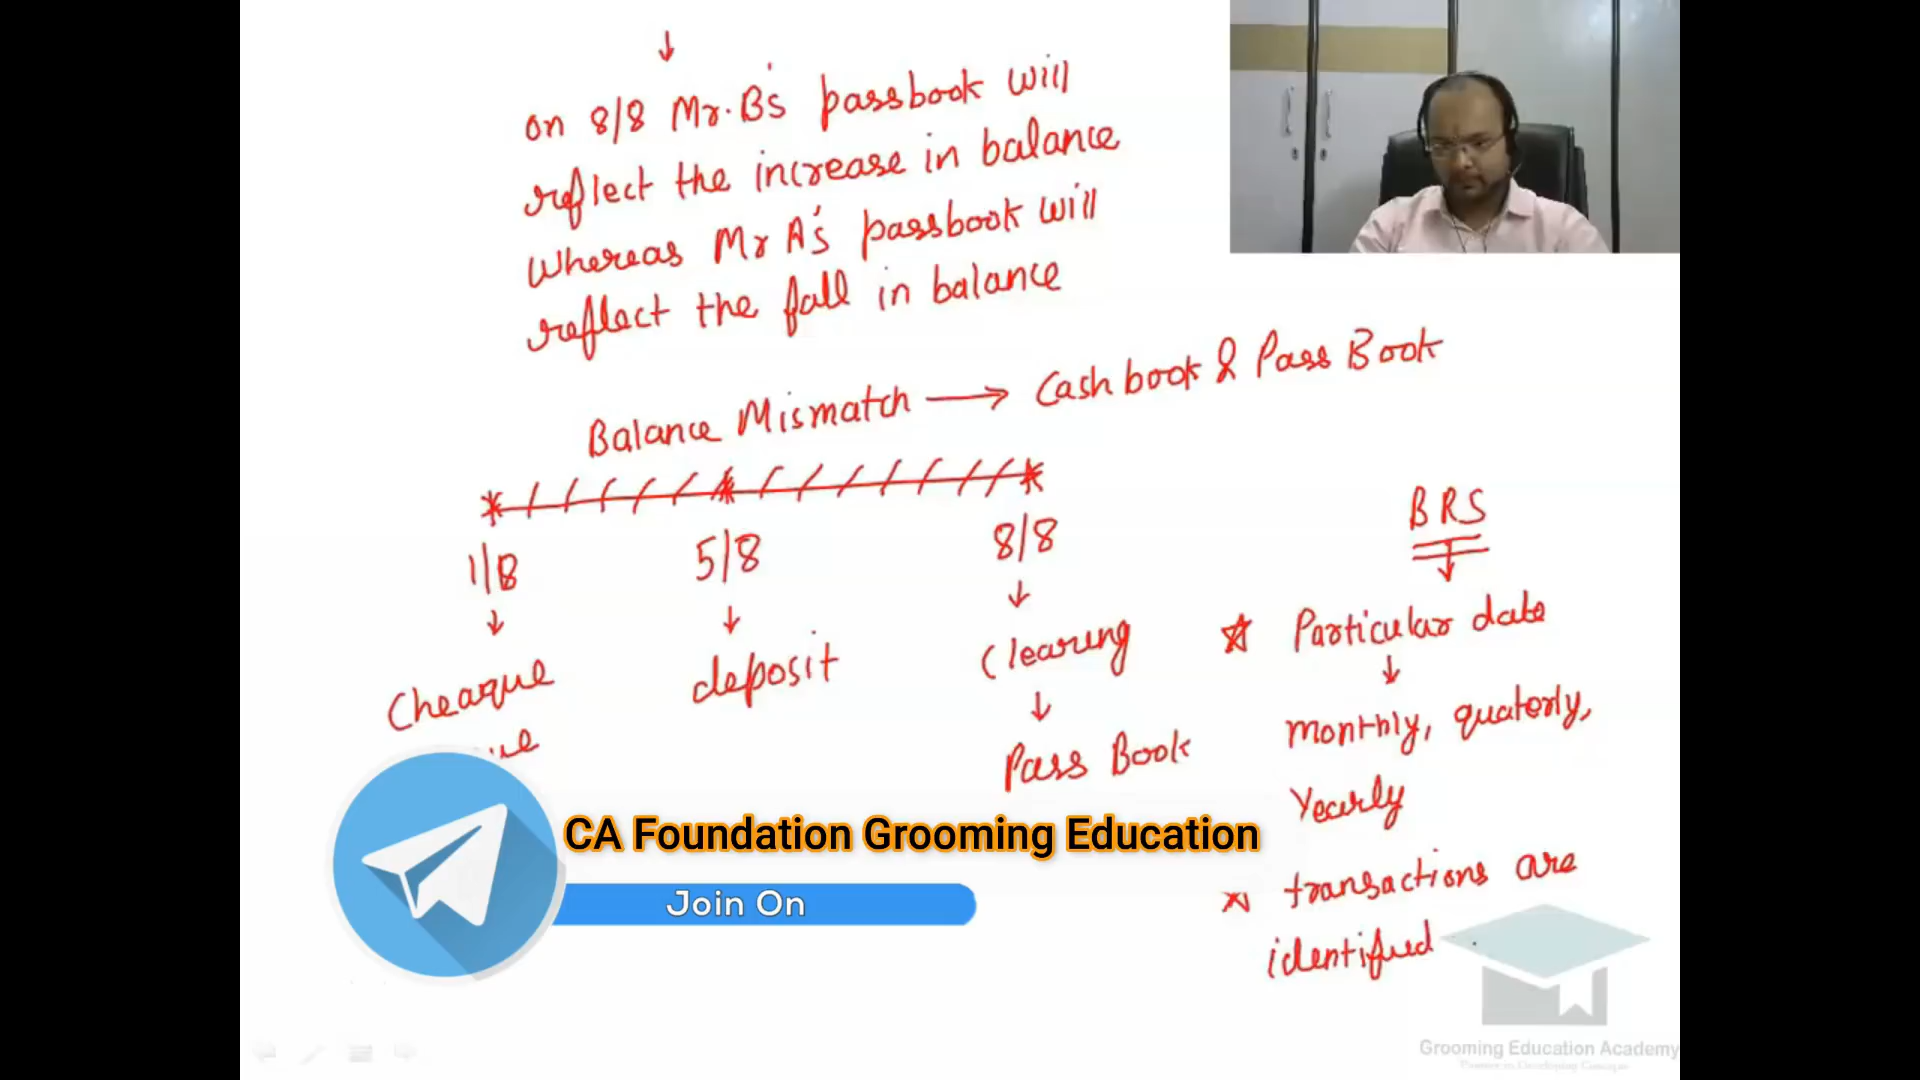 on 8/8 Mr. B's passbook will
reflect the increase in balance
whereas Mr A's passbook will
reflect the fall in balance
Balance Mismatch → Cash book & Pass Book
1/8 5/8 8/8
Cheaque deposit Clearing
Pass Book
BRS
Particular date
monthly, quaterly,
Yearly
transactions are
identified
CA Foundation Grooming Education
Join On
Grooming Education Academy